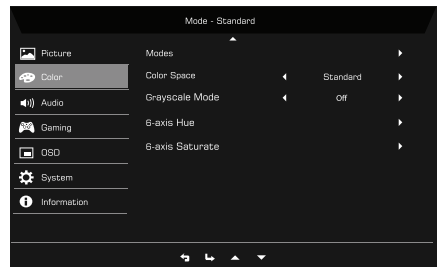 Mode - Standard
Picture
Modes
Color
Color Space Standard
Audio
Grayscale Mode Off
Gaming
6-axis Hue
OSD
6-axis Saturate
System
Information